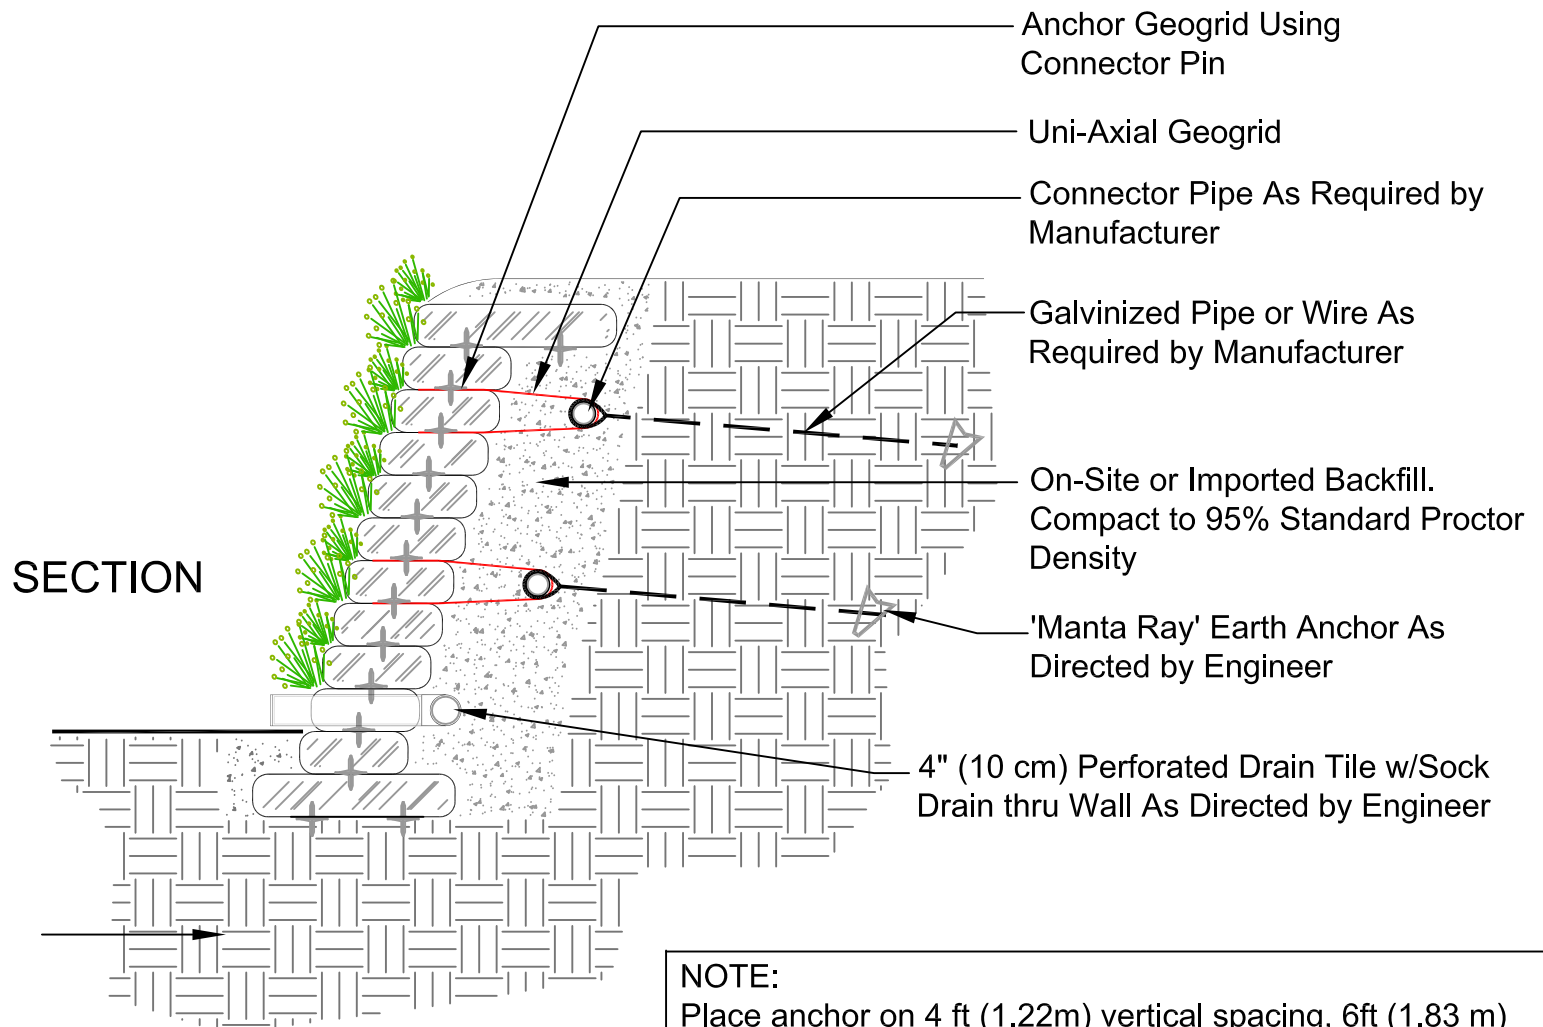 Anchor Geogrid Using
Connector Pin
Uni-Axial Geogrid
Connector Pipe As Required by
Manufacturer
Galvinized Pipe or Wire As
Required by Manufacturer
On-Site or Imported Backfill.
Compact to 95% Standard Proctor
Density
SECTION
'Manta Ray' Earth Anchor As
Directed by Engineer
4" (10 cm) Perforated Drain Tile w/Sock
Drain thru Wall As Directed by Engineer
NOTE:
Place anchor on 4 ft (1.22m) vertical spacing, 6ft (1.83 m)